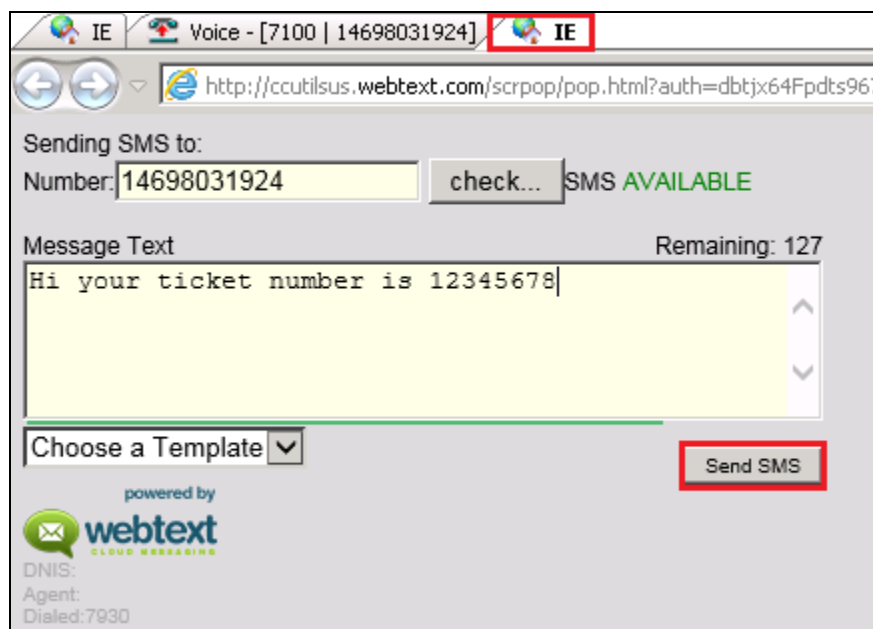 IE Voice - [7100 | 14698031924] IE
http://ccutilsus.webtext.com/scrpop/pop.html?auth=dbtjx64Fpdts967
Sending SMS to:
Number: 14698031924 check... SMS AVAILABLE
Message Text Remaining: 127
Hi your ticket number is 12345678
Choose a Template
Send SMS
powered by
webtext
CLOUD MESSAGING
DNIS:
Agent:
Dialed:7930